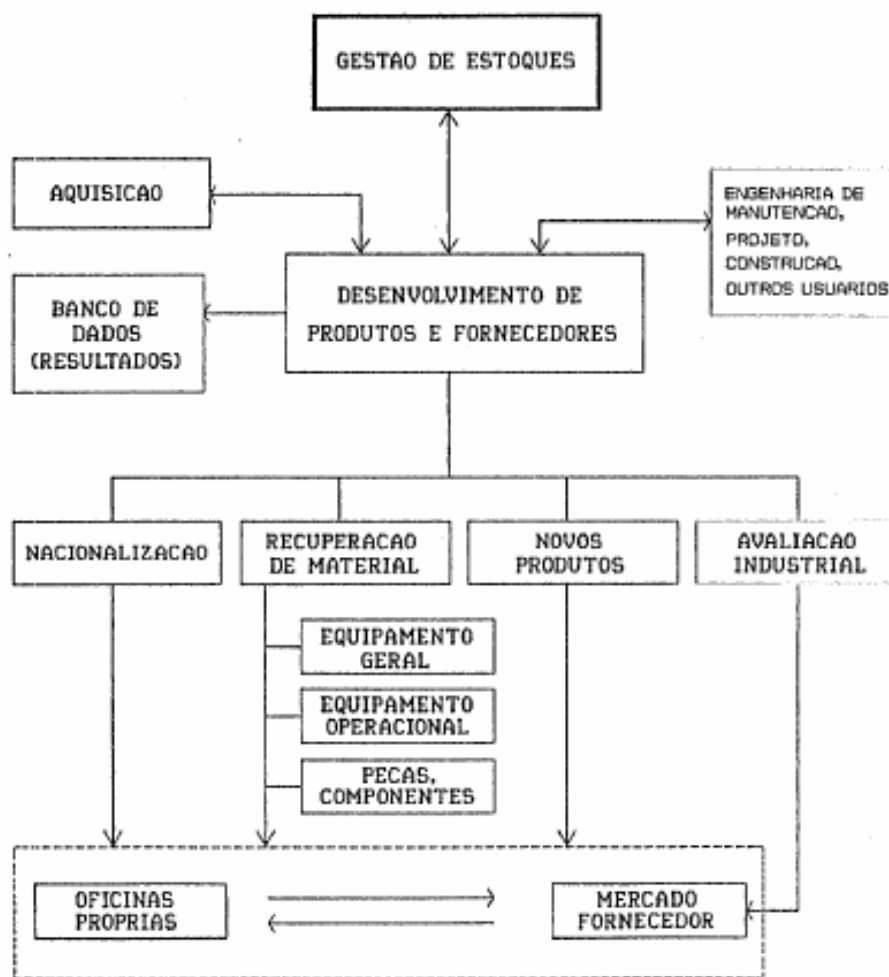 GESTAO DE ESTOQUES
AQUISICAO
ENGENHARIA DE
MANUTENCAO,
PROJETO,
CONSTRUCAO,
OUTROS USUARIOS
BANCO DE
DADOS
(RESULTADOS)
DESENVOLVIMENTO DE
PRODUTOS E FORNECEDORES
NACIONALIZACAO
RECUPERACAO
DE MATERIAL
NOVOS
PRODUTOS
AVALIACAO
INDUSTRIAL
EQUIPAMENTO
GERAL
EQUIPAMENTO
OPERACIONAL
PECAS,
COMPONENTES
OFICINAS
PROPRIAS
MERCADO
FORNECEDOR